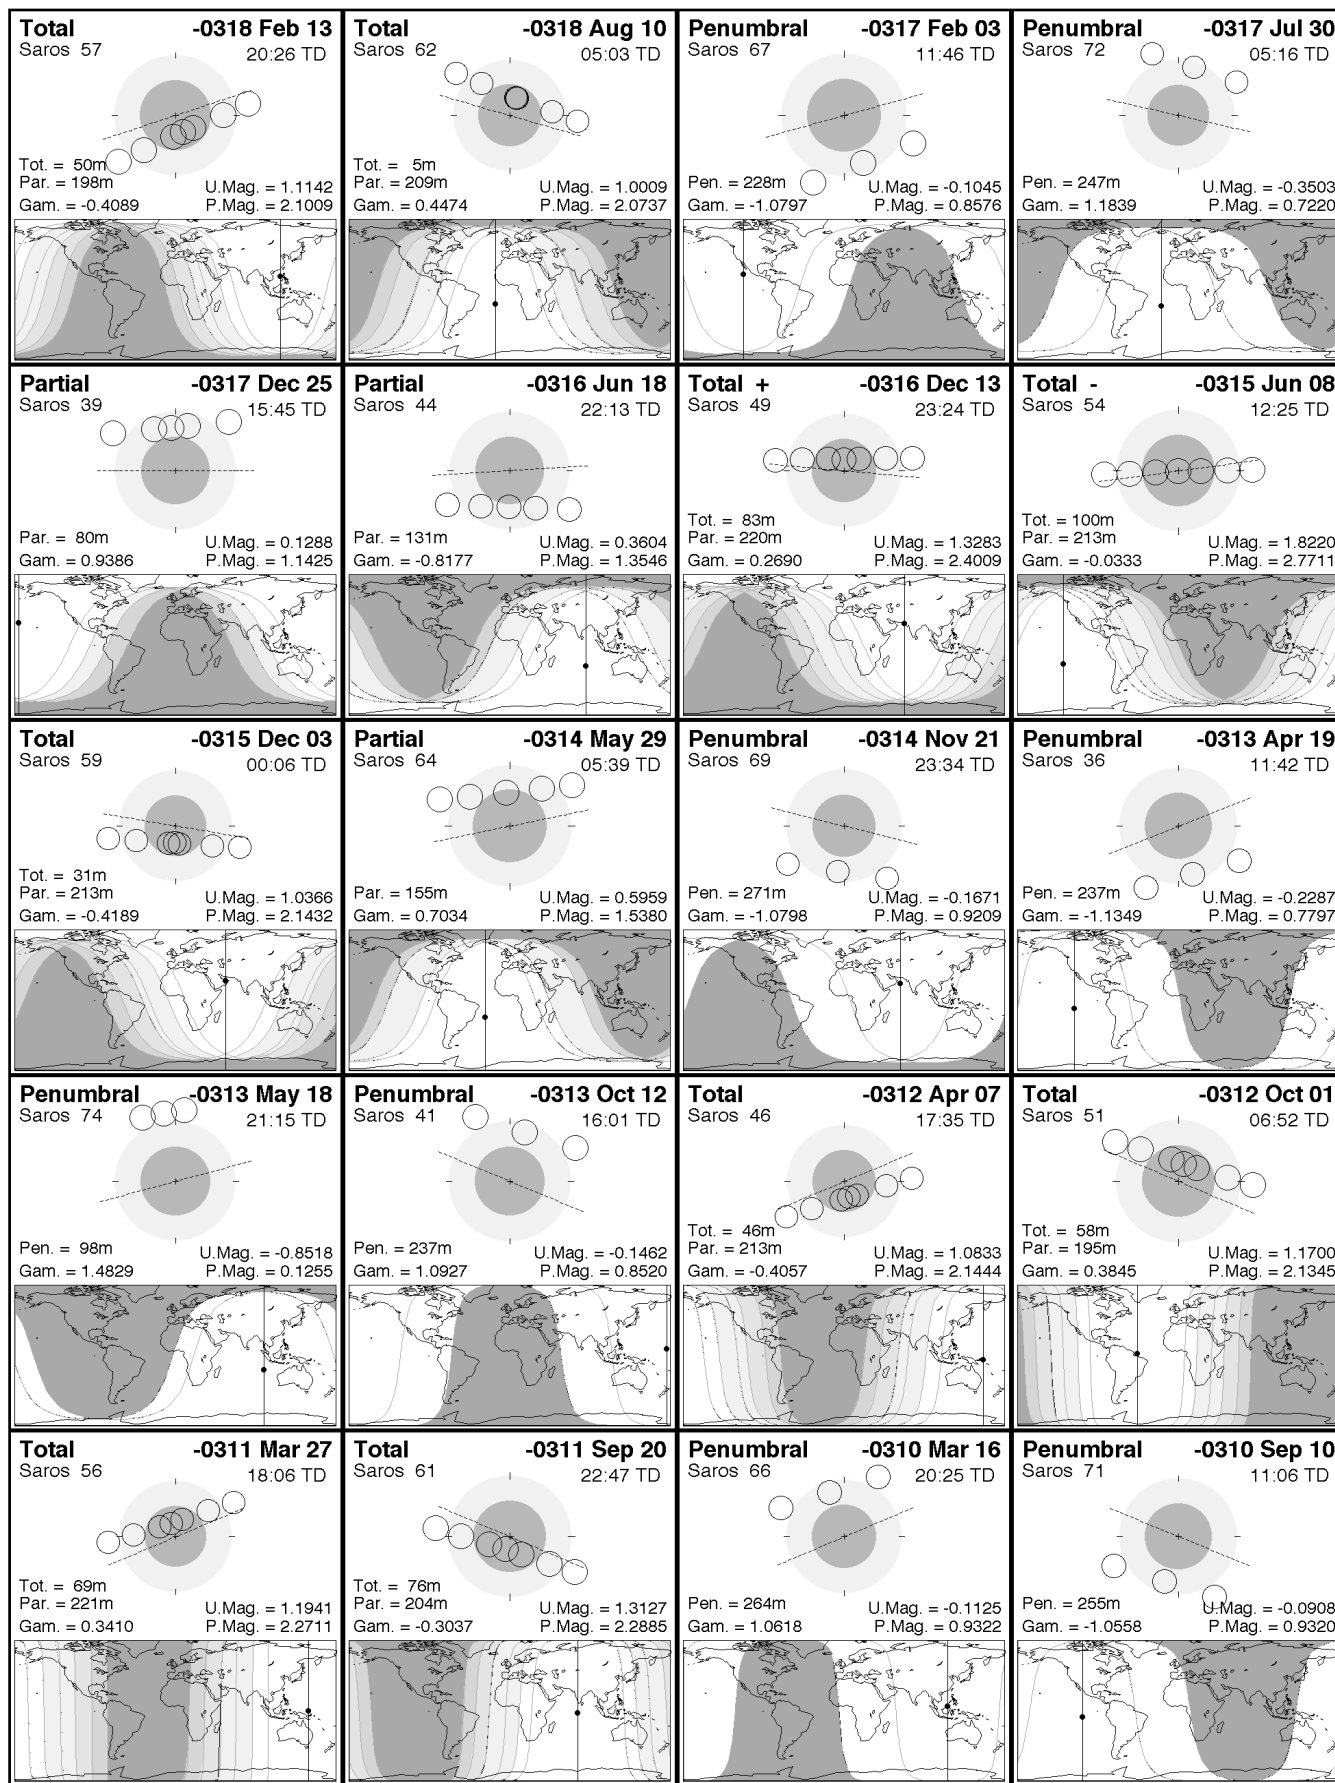 Total -0318 Feb 13
Saros 57 20:26 TD
Tot. = 50m
Par. = 198m U.Mag. = 1.1142
Gam. = -0.4089 P.Mag. = 2.1009
Total -0318 Aug 10
Saros 62 05:03 TD
Tot. = 5m
Par. = 209m U.Mag. = 1.0009
Gam. = 0.4474 P.Mag. = 2.0737
Penumbral -0317 Feb 03
Saros 67 11:46 TD
Pen. = 228m U.Mag. = -0.1045
Gam. = -1.0797 P.Mag. = 0.8576
Penumbral -0317 Jul 30
Saros 72 05:16 TD
Pen. = 247m U.Mag. = -0.3503
Gam. = 1.1839 P.Mag. = 0.7220
Partial -0317 Dec 25
Saros 39 15:45 TD
Par. = 80m U.Mag. = 0.1288
Gam. = 0.9386 P.Mag. = 1.1425
Partial -0316 Jun 18
Saros 44 22:13 TD
Par. = 131m U.Mag. = 0.3604
Gam. = -0.8177 P.Mag. = 1.3546
Total + -0316 Dec 13
Saros 49 23:24 TD
Tot. = 83m
Par. = 220m U.Mag. = 1.3283
Gam. = 0.2690 P.Mag. = 2.4009
Total - -0315 Jun 08
Saros 54 12:25 TD
Tot. = 100m
Par. = 213m U.Mag. = 1.8220
Gam. = -0.0333 P.Mag. = 2.7711
Total -0315 Dec 03
Saros 59 00:06 TD
Tot. = 31m
Par. = 213m U.Mag. = 1.0366
Gam. = -0.4189 P.Mag. = 2.1432
Partial -0314 May 29
Saros 64 05:39 TD
Par. = 155m U.Mag. = 0.5959
Gam. = 0.7034 P.Mag. = 1.5380
Penumbral -0314 Nov 21
Saros 69 23:34 TD
Pen. = 271m U.Mag. = -0.1671
Gam. = -1.0798 P.Mag. = 0.9209
Penumbral -0313 Apr 19
Saros 36 11:42 TD
Pen. = 237m U.Mag. = -0.2287
Gam. = -1.1349 P.Mag. = 0.7797
Penumbral -0313 May 18
Saros 74 21:15 TD
Pen. = 98m U.Mag. = -0.8518
Gam. = 1.4829 P.Mag. = 0.1255
Penumbral -0313 Oct 12
Saros 41 16:01 TD
Pen. = 237m U.Mag. = -0.1462
Gam. = 1.0927 P.Mag. = 0.8520
Total -0312 Apr 07
Saros 46 17:35 TD
Tot. = 46m
Par. = 213m U.Mag. = 1.0833
Gam. = -0.4057 P.Mag. = 2.1444
Total -0312 Oct 01
Saros 51 06:52 TD
Tot. = 58m
Par. = 195m U.Mag. = 1.1700
Gam. = 0.3845 P.Mag. = 2.1345
Total -0311 Mar 27
Saros 56 18:06 TD
Tot. = 69m
Par. = 221m U.Mag. = 1.1941
Gam. = 0.3410 P.Mag. = 2.2711
Total -0311 Sep 20
Saros 61 22:47 TD
Tot. = 76m
Par. = 204m U.Mag. = 1.3127
Gam. = -0.3037 P.Mag. = 2.2885
Penumbral -0310 Mar 16
Saros 66 20:25 TD
Pen. = 264m U.Mag. = -0.1125
Gam. = 1.0618 P.Mag. = 0.9322
Penumbral -0310 Sep 10
Saros 71 11:06 TD
Pen. = 255m U.Mag. = -0.0908
Gam. = -1.0558 P.Mag. = 0.9320